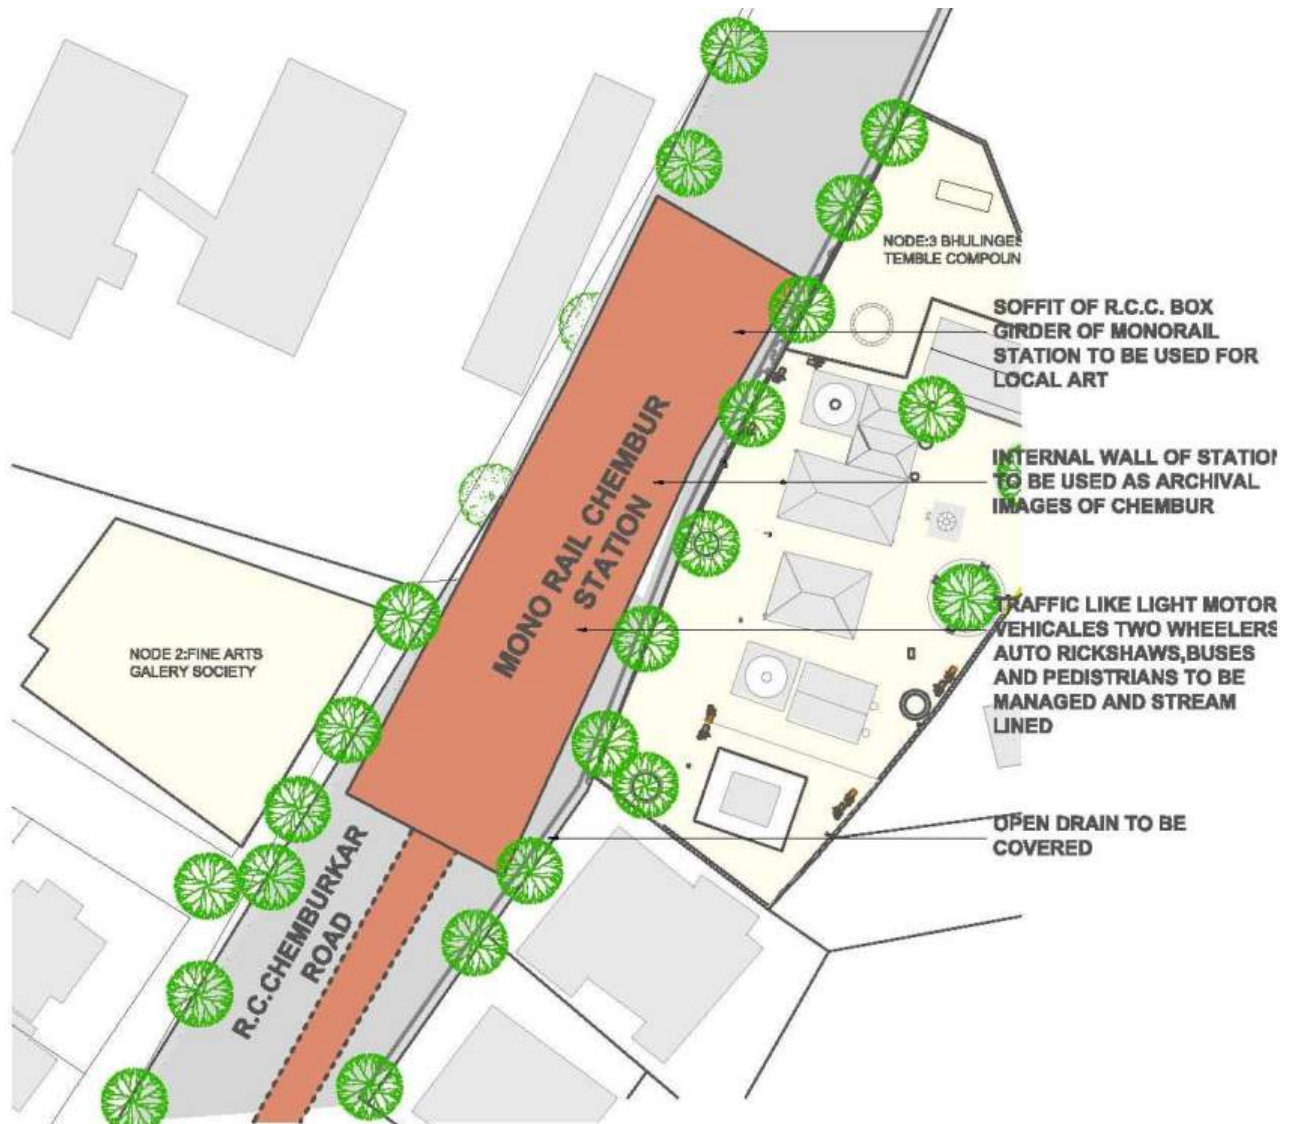 NODE:3 BHULINGES
TEMBLE COMPOUN
SOFFIT OF R.C.C. BOX
GIRDER OF MONORAIL
STATION TO BE USED FOR
LOCAL ART
MONO RAIL CHEMBUR
STATION
INTERNAL WALL OF STATION
TO BE USED AS ARCHIVAL
IMAGES OF CHEMBUR
NODE 2:FINE ARTS
GALERY SOCIETY
TRAFFIC LIKE LIGHT MOTOR
VEHICALES TWO WHEELERS
AUTO RICKSHAWS,BUSES
AND PEDISTRIANS TO BE
MANAGED AND STREAM
LINED
OPEN DRAIN TO BE
COVERED
R.C.CHEMBURKAR
ROAD